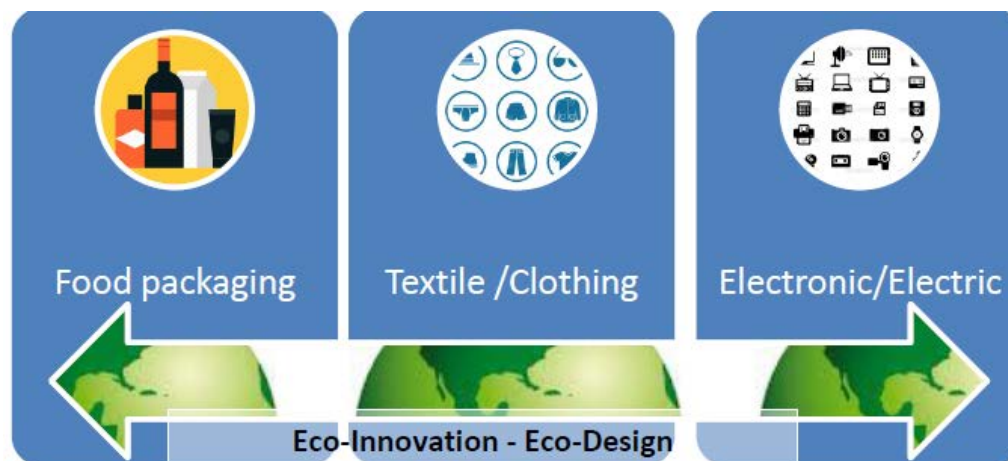 Food packaging
Textile /Clothing
Electronic/Electric
Eco-Innovation - Eco-Design